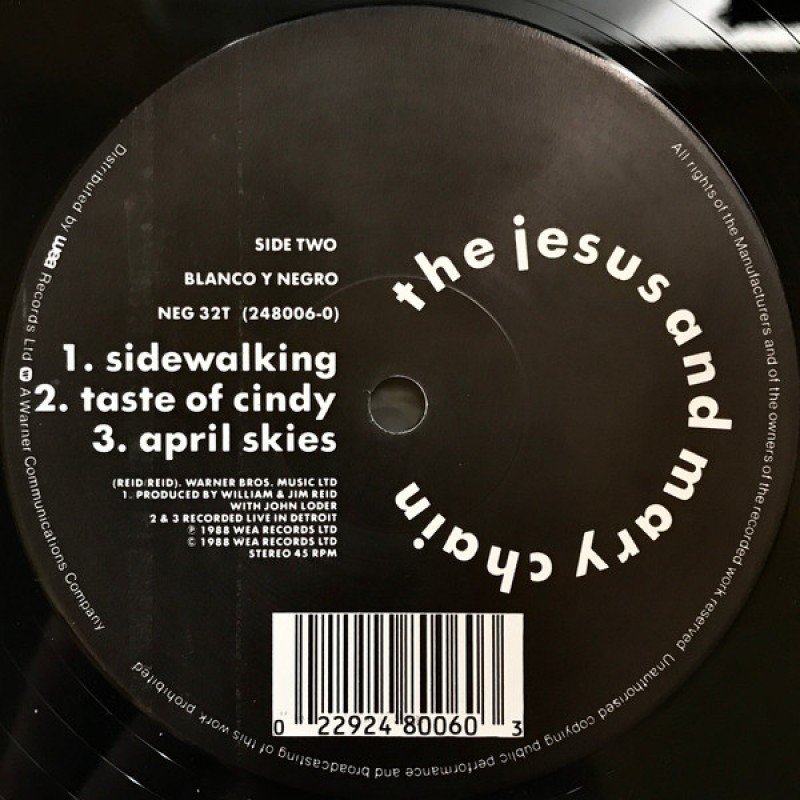 SIDE TWO
BLANCO Y NEGRO
NEG 32T (248006-0)
1. sidewalking
2. taste of cindy
3. april skies
(REID/REID). WARNER BROS. MUSIC LTD
1. PRODUCED BY WILLIAM & JIM REID
WITH JOHN LODER
2 & 3 RECORDED LIVE IN DETROIT
℗ 1988 WEA RECORDS LTD
© 1988 WEA RECORDS LTD
STEREO 45 RPM
the jesus and mary chain
0 22924 80060 3
Distributed by wea Records Ltd W A Warner Communications Company
All rights of the Manufacturers and of the owners of the recorded work reserved Unauthorised copying public performance and broadcasting of this work prohibited